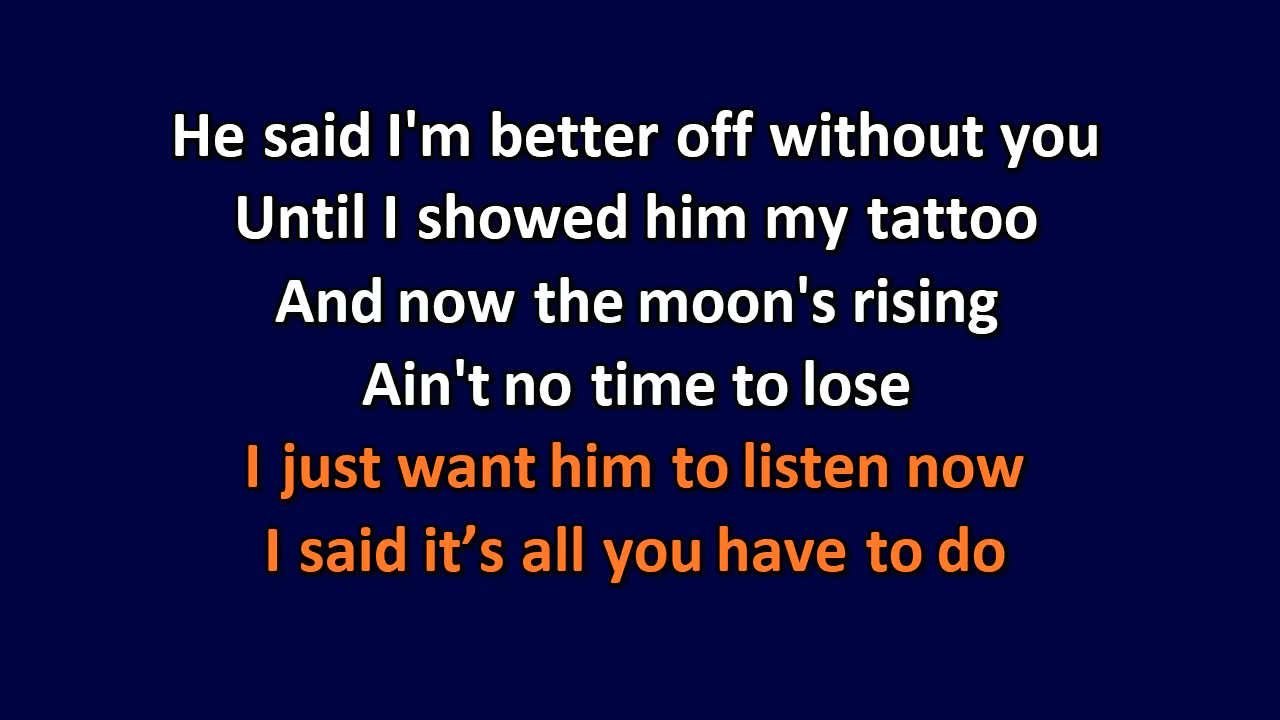 He said I'm better off without you
Until I showed him my tattoo
And now the moon's rising
Ain't no time to lose
I just want him to listen now
I said it’s all you have to do